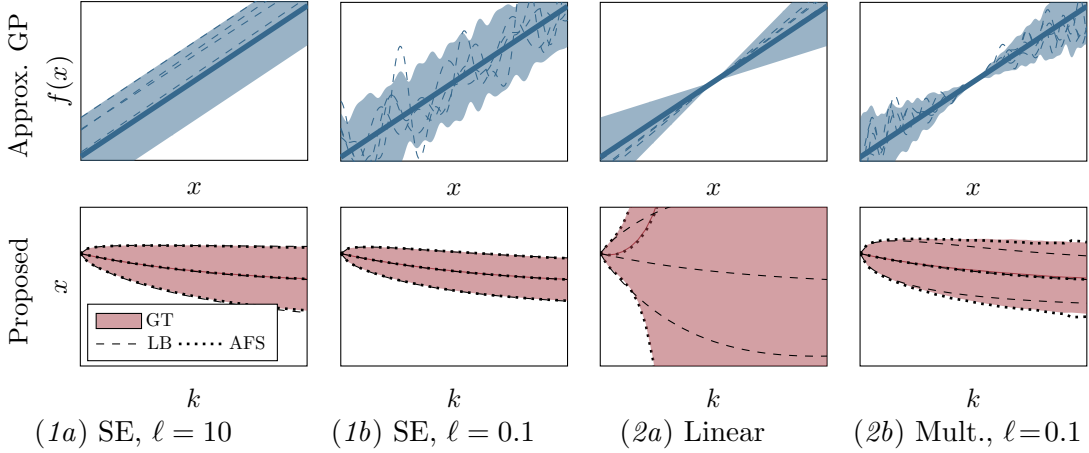 Approx. GP
f(x)
x
x
x
x
Proposed
x
GT
LB
AFS
k
k
k
k
(1a) SE, ℓ = 10
(1b) SE, ℓ = 0.1
(2a) Linear
(2b) Mult., ℓ=0.1